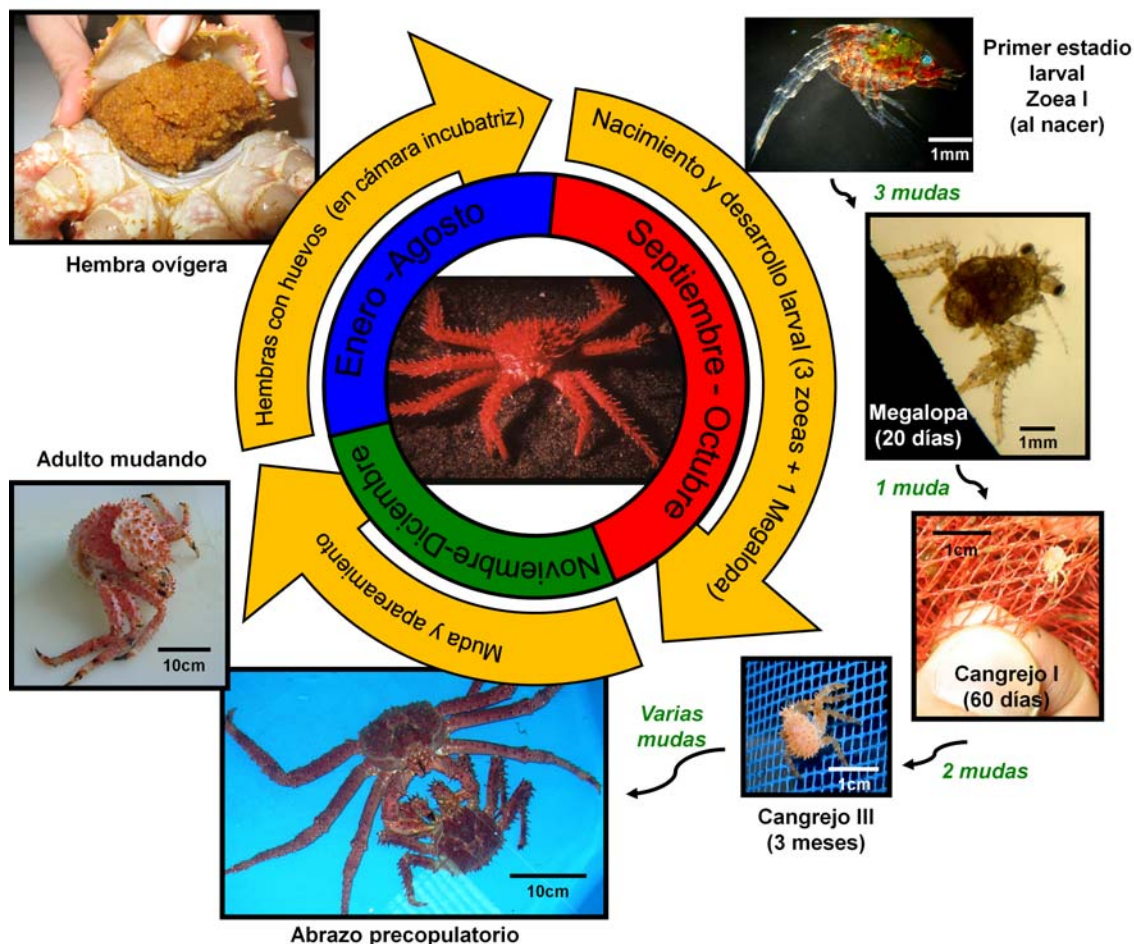 Hembra ovígera
Hembras con huevos (en cámara incubatriz)
Enero -Agosto
Nacimiento y desarrollo larval (3 zoeas + 1 Megalopa)
Septiembre - Octubre
Muda y apareamiento
Noviembre-Diciembre
Primer estadio
larval
Zoea I
(al nacer)
1mm
3 mudas
Megalopa
(20 días)
1mm
1 muda
1cm
Cangrejo I
(60 días)
2 mudas
1cm
Cangrejo III
(3 meses)
Varias
mudas
10cm
Abrazo precopulatorio
Adulto mudando
10cm